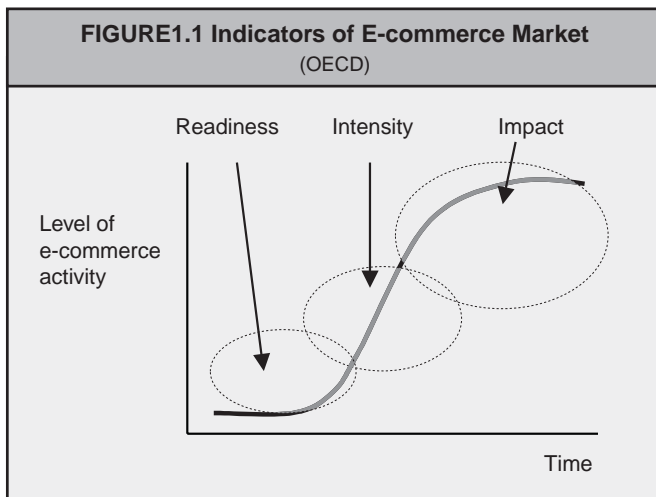 FIGURE1.1 Indicators of E-commerce Market
(OECD)
Readiness Intensity Impact
Level of
e-commerce
activity
Time